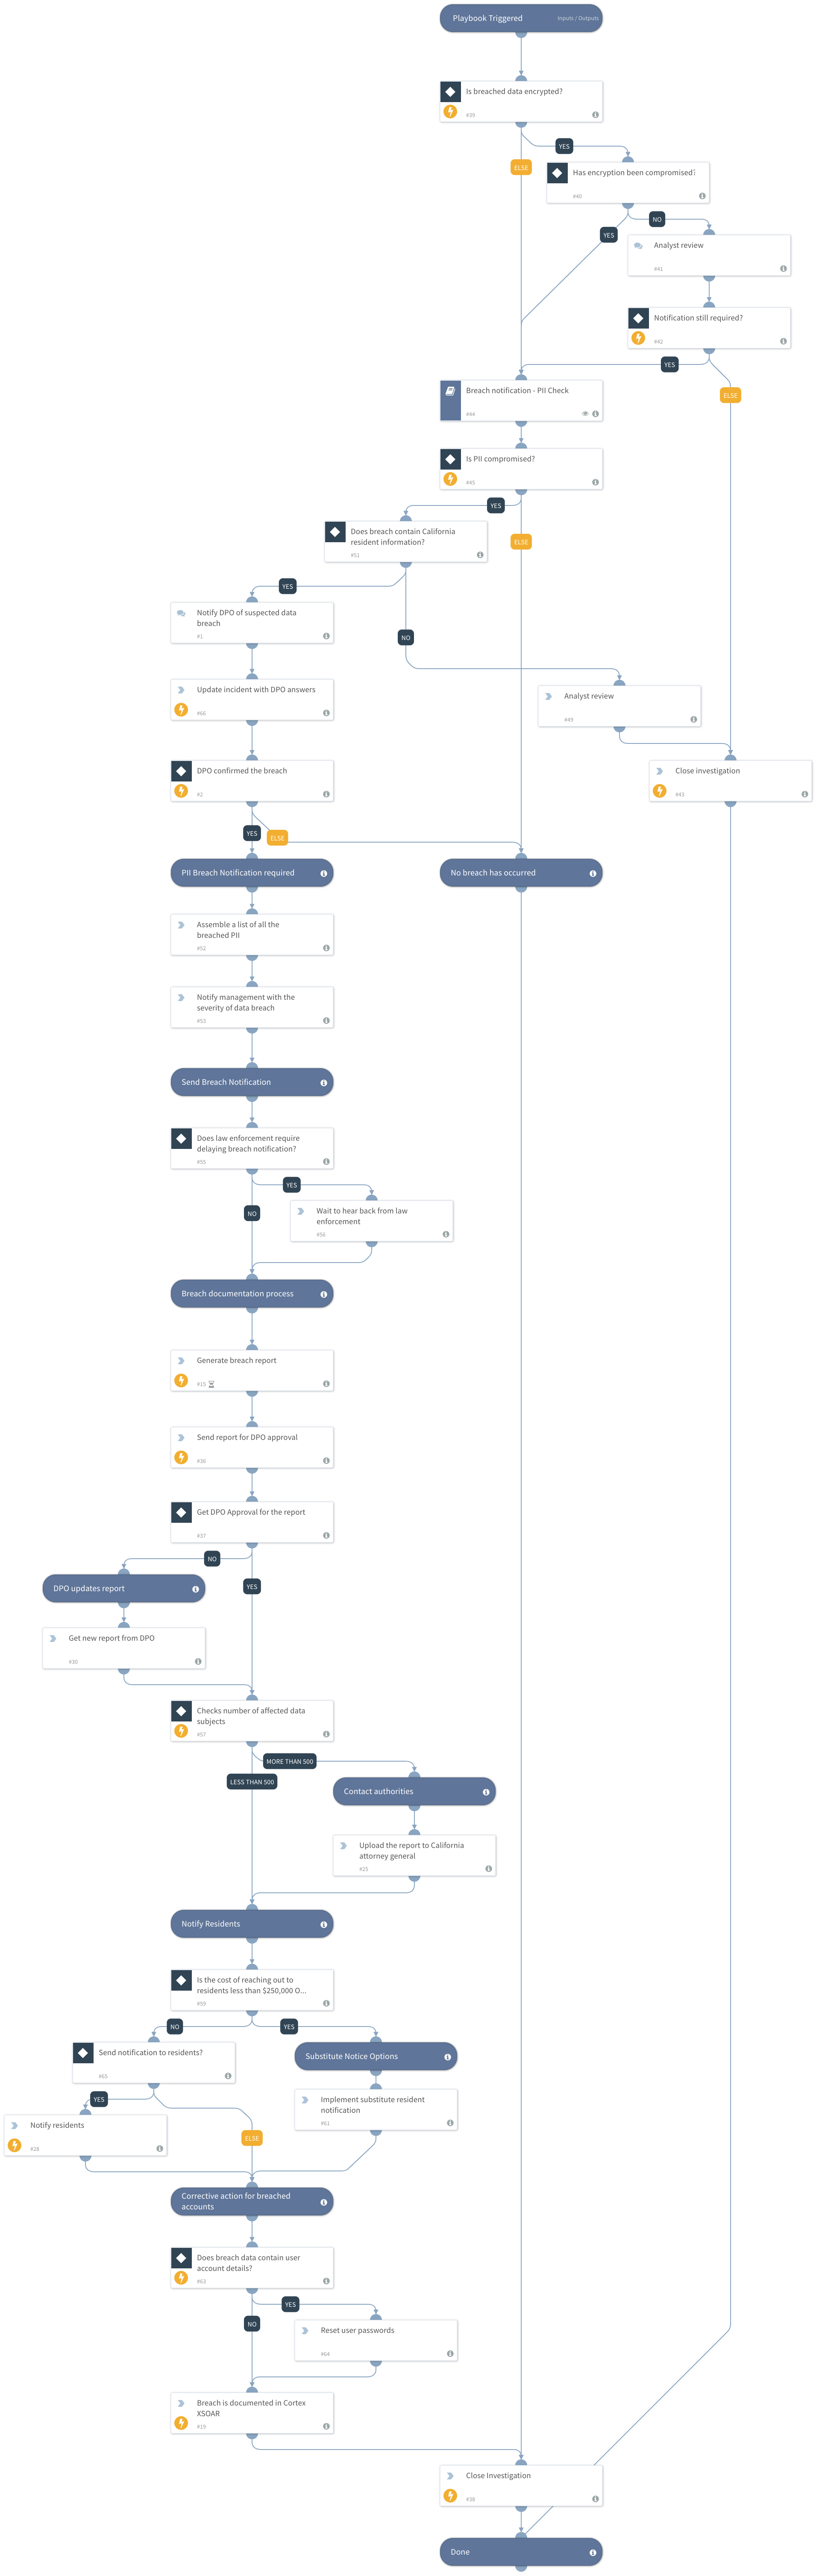 Playbook Triggered
Inputs / Outputs
Is breached data encrypted?
#39
YES
ELSE
Has encryption been compromised?
#40
NO
YES
Analyst review
#41
Notification still required?
#42
YES
ELSE
Breach notification - PII Check
#44
Is PII compromised?
#45
YES
ELSE
Does breach contain California
resident information?
#51
YES
NO
Notify DPO of suspected data
breach
#1
Update incident with DPO answers
#66
Analyst review
#49
DPO confirmed the breach
#2
Close investigation
#43
YES
ELSE
PII Breach Notification required
No breach has occurred
Assemble a list of all the
breached PII
#52
Notify management with the
severity of data breach
#53
Send Breach Notification
Does law enforcement require
delaying breach notification?
#55
YES
NO
Wait to hear back from law
enforcement
#56
Breach documentation process
Generate breach report
#15
Send report for DPO approval
#36
Get DPO Approval for the report
#37
NO
YES
DPO updates report
Get new report from DPO
#30
Checks number of affected data
subjects
#57
MORE THAN 500
LESS THAN 500
Contact authorities
Upload the report to California
attorney general
#25
Notify Residents
Is the cost of reaching out to
residents less than $250,000 O...
#59
NO
YES
Send notification to residents?
#65
Substitute Notice Options
YES
Implement substitute resident
notification
#61
Notify residents
#28
ELSE
Corrective action for breached
accounts
Does breach data contain user
account details?
#63
YES
NO
Reset user passwords
#64
Breach is documented in Cortex
XSOAR
#19
Close Investigation
#38
Done